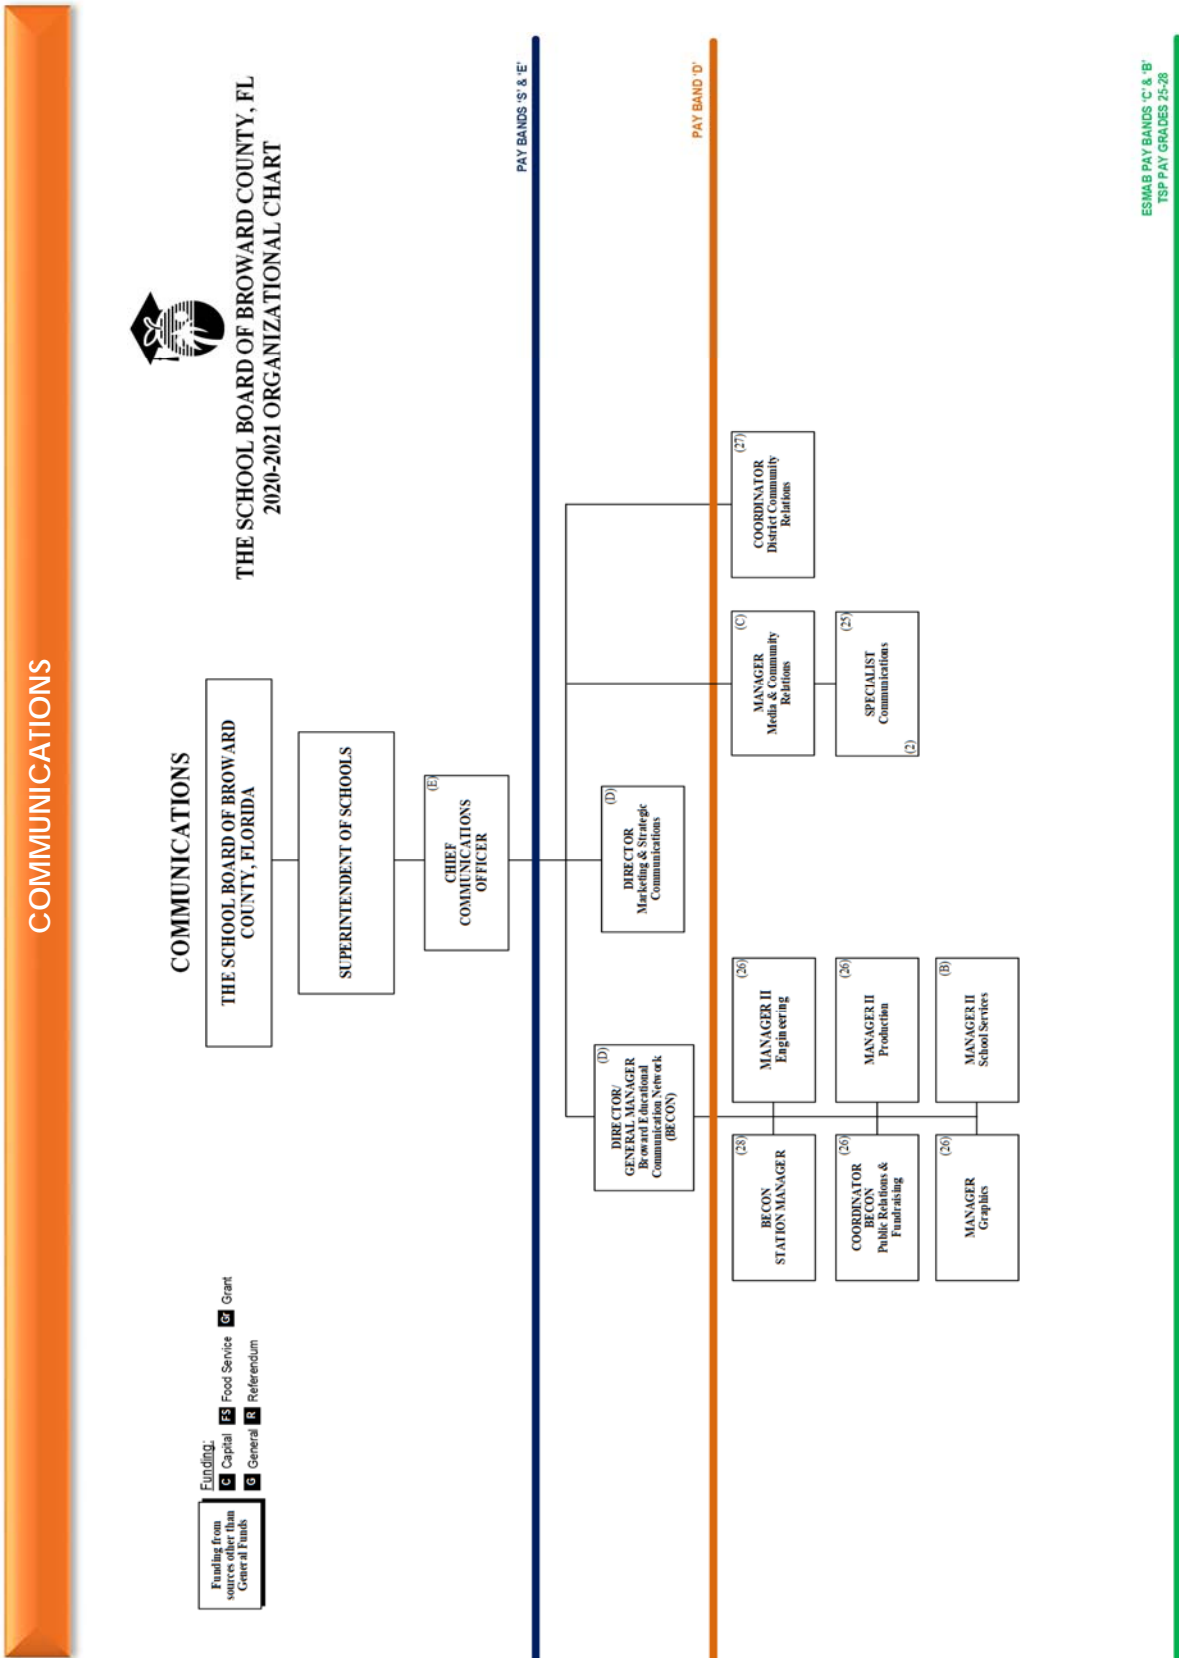 COMMUNICATIONS
THE SCHOOL BOARD OF BROWARD COUNTY, FL
2020-2021 ORGANIZATIONAL CHART
COMMUNICATIONS
Funding from
sources other than
General Funds
Funding:
C Capital FS Food Service Gr Grant
G General R Referendum
THE SCHOOL BOARD OF BROWARD
COUNTY, FLORIDA
SUPERINTENDENT OF SCHOOLS
(E)
CHIEF
COMMUNICATIONS
OFFICER
PAY BANDS 'S' & 'E'
(D)
DIRECTOR/
GENERAL MANAGER
Broward Educational
Communication Network
(BECON)
(D)
DIRECTOR
Marketing & Strategic
Communications
PAY BAND 'D'
(28)
BECON
STATION MANAGER
(26)
MANAGER II
Engineering
(C)
MANAGER
Media & Community
Relations
(27)
COORDINATOR
District Community
Relations
(26)
COORDINATOR
BECON
Public Relations &
Fundraising
(26)
MANAGER II
Production
(25)
SPECIALIST
Communications
(2)
(26)
MANAGER
Graphics
(B)
MANAGER II
School Services
ESMAB PAY BANDS 'C' & 'B'
TSP PAY GRADES 25-28